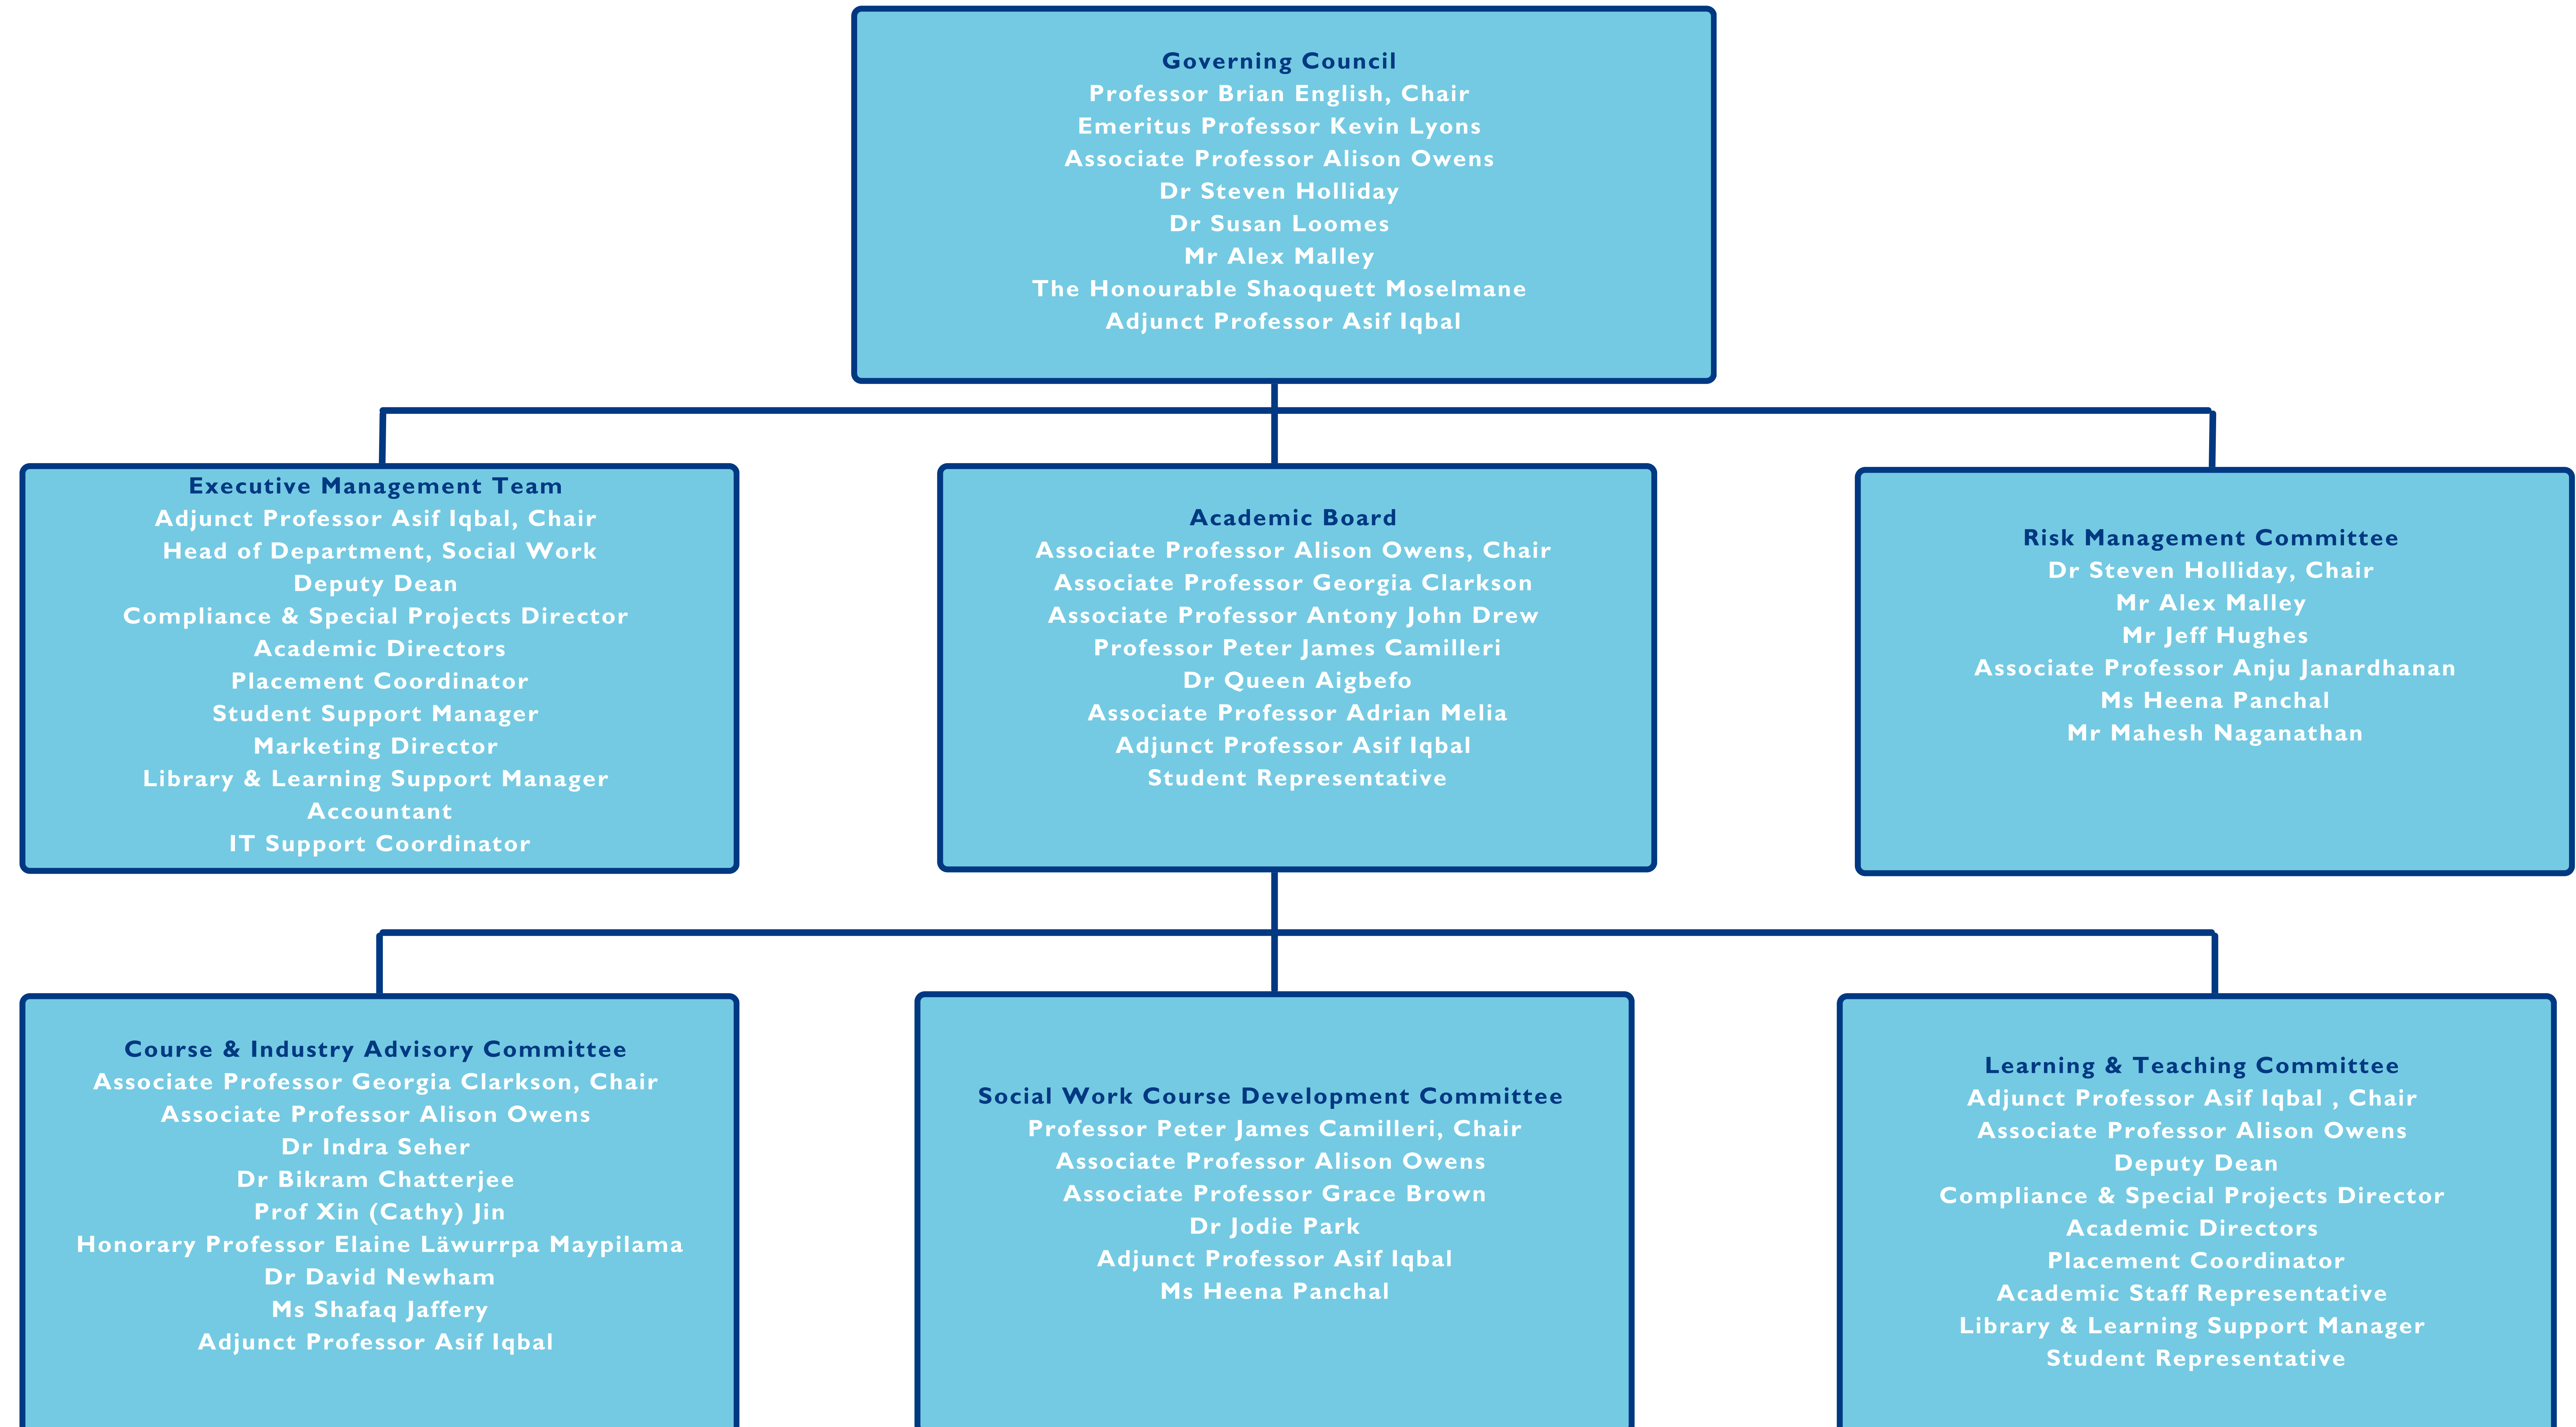 Governing Council
Professor Brian English, Chair
Emeritus Professor Kevin Lyons
Associate Professor Alison Owens
Dr Steven Holliday
Dr Susan Loomes
Mr Alex Malley
The Honourable Shaoquett Moselmane
Adjunct Professor Asif Iqbal
Executive Management Team
Adjunct Professor Asif Iqbal, Chair
Head of Department, Social Work
Deputy Dean
Compliance & Special Projects Director
Academic Directors
Placement Coordinator
Student Support Manager
Marketing Director
Library & Learning Support Manager
Accountant
IT Support Coordinator
Academic Board
Associate Professor Alison Owens, Chair
Associate Professor Georgia Clarkson
Associate Professor Antony John Drew
Professor Peter James Camilleri
Dr Queen Aigbefo
Associate Professor Adrian Melia
Adjunct Professor Asif Iqbal
Student Representative
Risk Management Committee
Dr Steven Holliday, Chair
Mr Alex Malley
Mr Jeff Hughes
Associate Professor Anju Janardhanan
Ms Heena Panchal
Mr Mahesh Naganathan
Course & Industry Advisory Committee
Associate Professor Georgia Clarkson, Chair
Associate Professor Alison Owens
Dr Indra Seher
Dr Bikram Chatterjee
Prof Xin (Cathy) Jin
Honorary Professor Elaine Läwurrpa Maypilama
Dr David Newham
Ms Shafaq Jaffery
Adjunct Professor Asif Iqbal
Social Work Course Development Committee
Professor Peter James Camilleri, Chair
Associate Professor Alison Owens
Associate Professor Grace Brown
Dr Jodie Park
Adjunct Professor Asif Iqbal
Ms Heena Panchal
Learning & Teaching Committee
Adjunct Professor Asif Iqbal , Chair
Associate Professor Alison Owens
Deputy Dean
Compliance & Special Projects Director
Academic Directors
Placement Coordinator
Academic Staff Representative
Library & Learning Support Manager
Student Representative